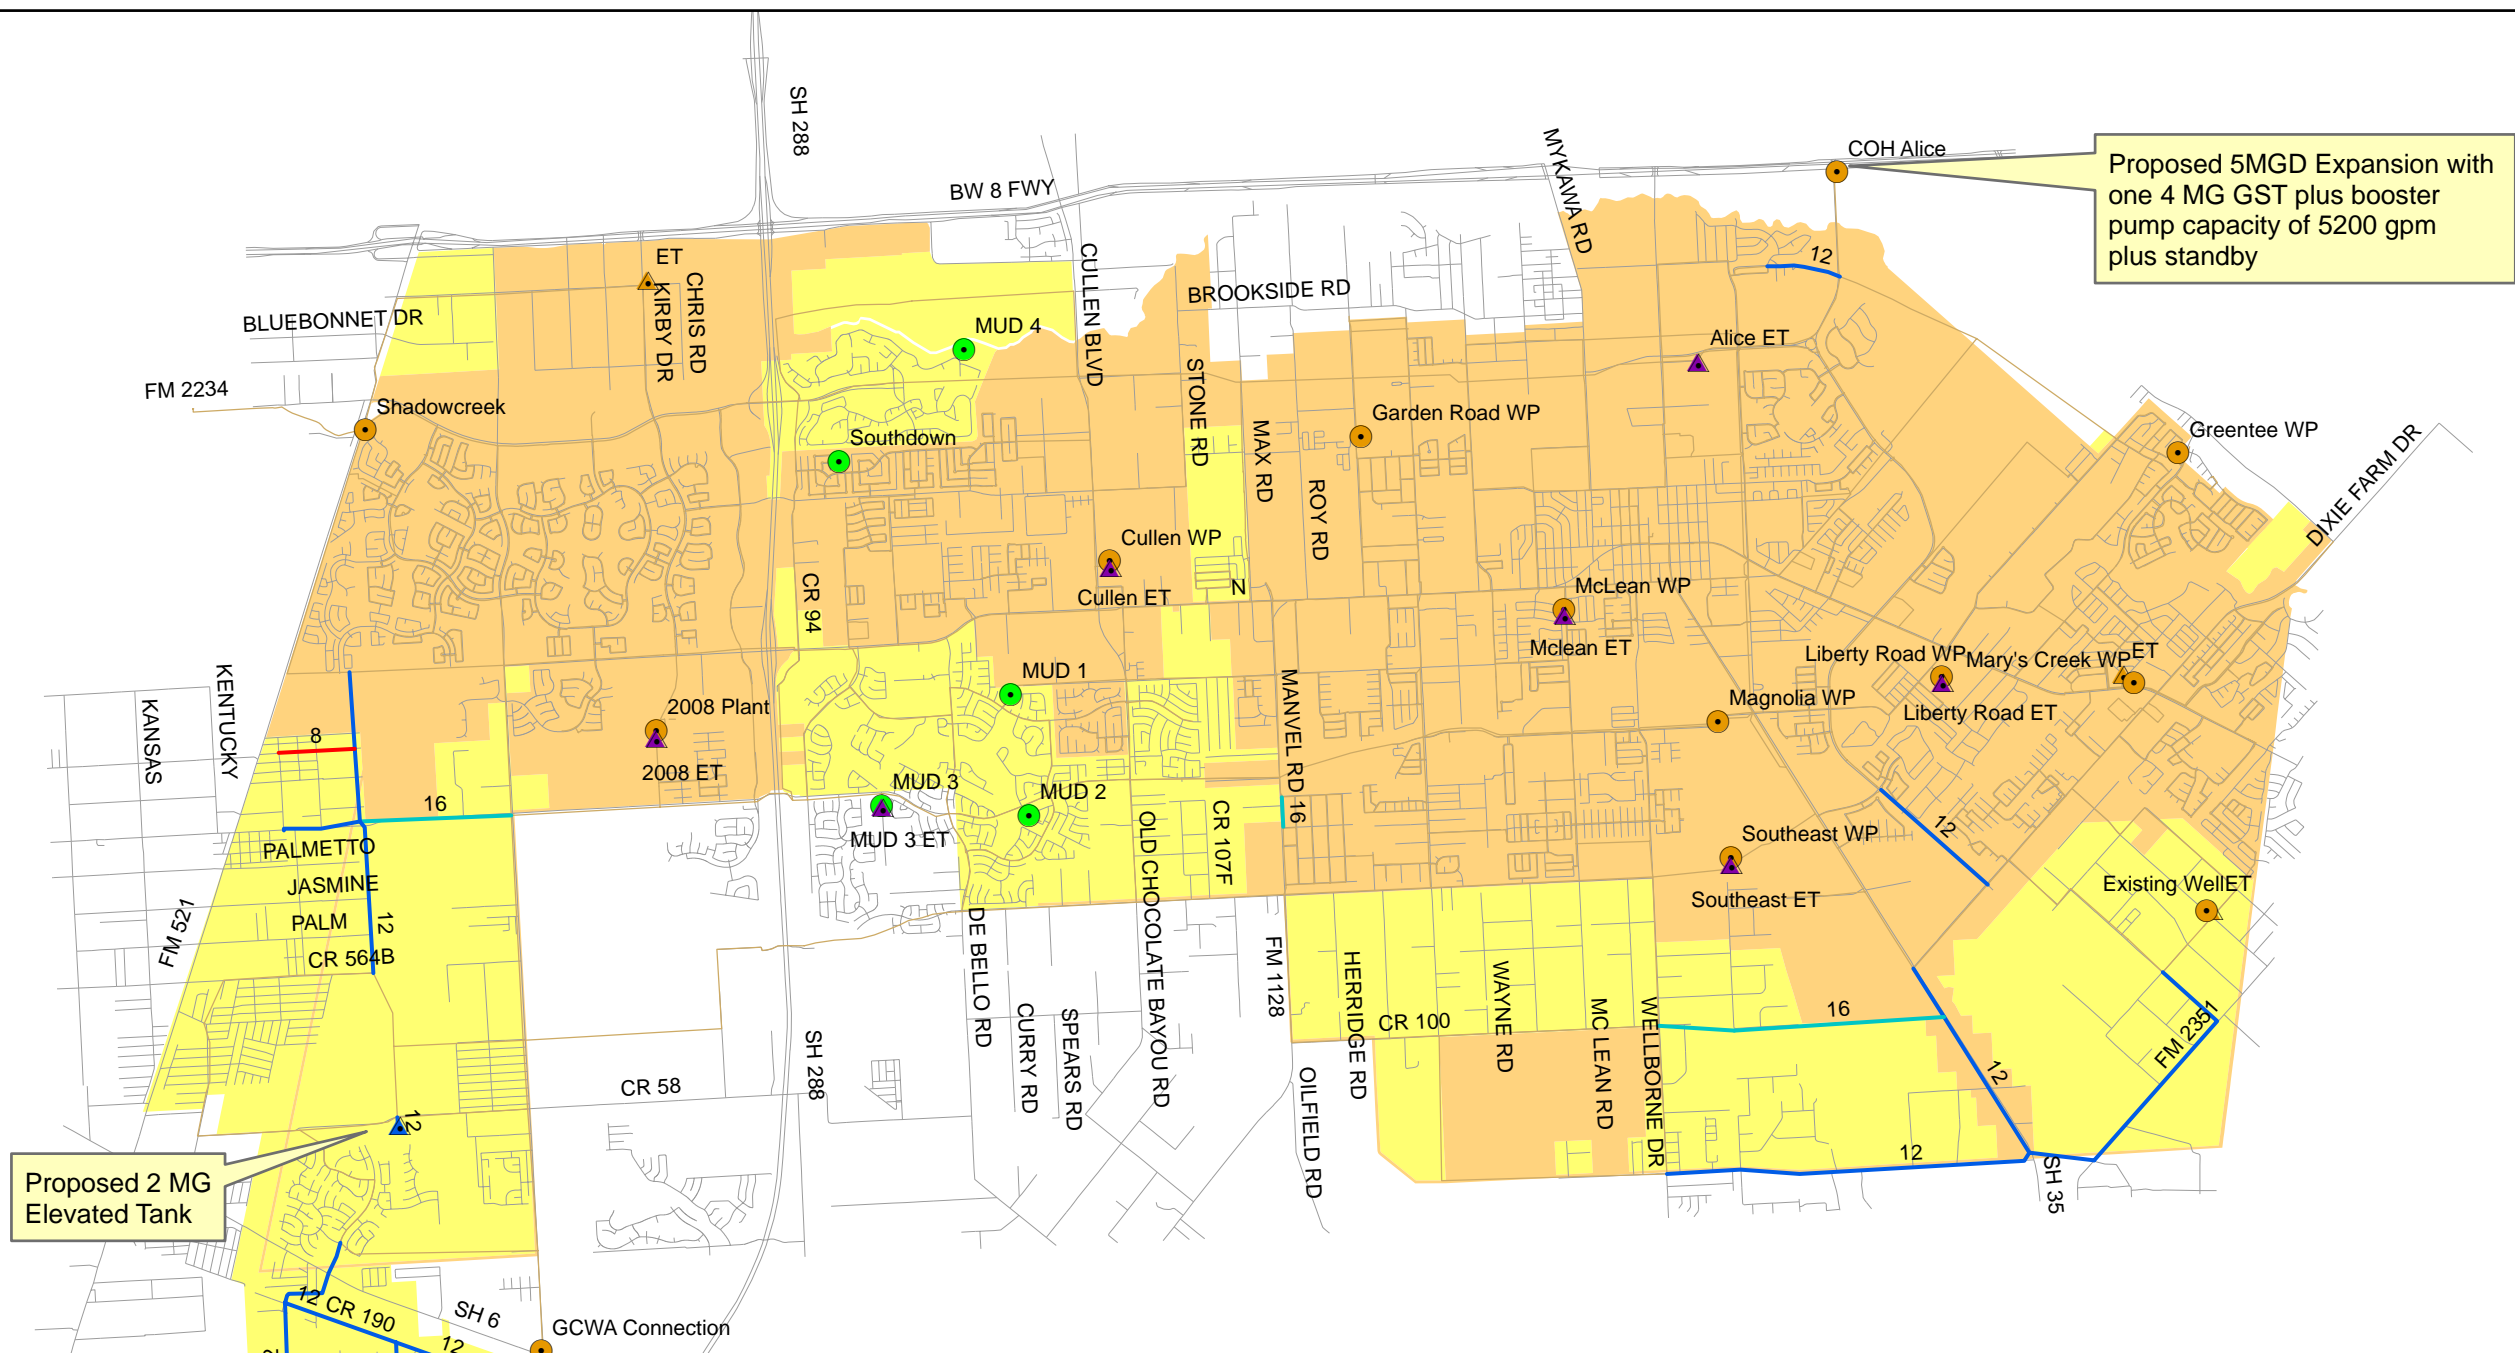 SH 288
MYKAWA RD
COH Alice
Proposed 5MGD Expansion with
one 4 MG GST plus booster
pump capacity of 5200 gpm
plus standby
BW 8 FWY
ET
KIRBY DR
CHRIS RD
CULLEN BLVD
12
BROOKSIDE RD
BLUEBONNET DR
MUD 4
Alice ET
FM 2234
Shadowcreek
STONE RD
MAX RD
Garden Road WP
Greentee WP
DIXIE FARM DR
Southdown
ROY RD
Cullen WP
Cullen ET
CR 94
N
McLean WP
Mclean ET
Liberty Road WP
Mary's Creek WP
ET
Liberty Road ET
KENTUCKY
KANSAS
MUD 1
MANVEL RD
Magnolia WP
2008 Plant
2008 ET
8
16
MUD 3
MUD 3 ET
MUD 2
OLD CHOCOLATE BAYOU RD
CR 107F
16
12
Southeast WP
Southeast ET
Existing Well
ET
PALMETTO
JASMINE
PALM
12
CR 564B
FM 521
DE BELLO RD
CURRY RD
SPEARS RD
FM 1128
HERRIDGE RD
WAYNE RD
MC LEAN RD
WELLBORNE DR
CR 100
16
FM 2351
12
SH 288
CR 58
OILFIELD RD
12
12
SH 35
Proposed 2 MG
Elevated Tank
12
CR 190
SH 6
12
GCWA Connection